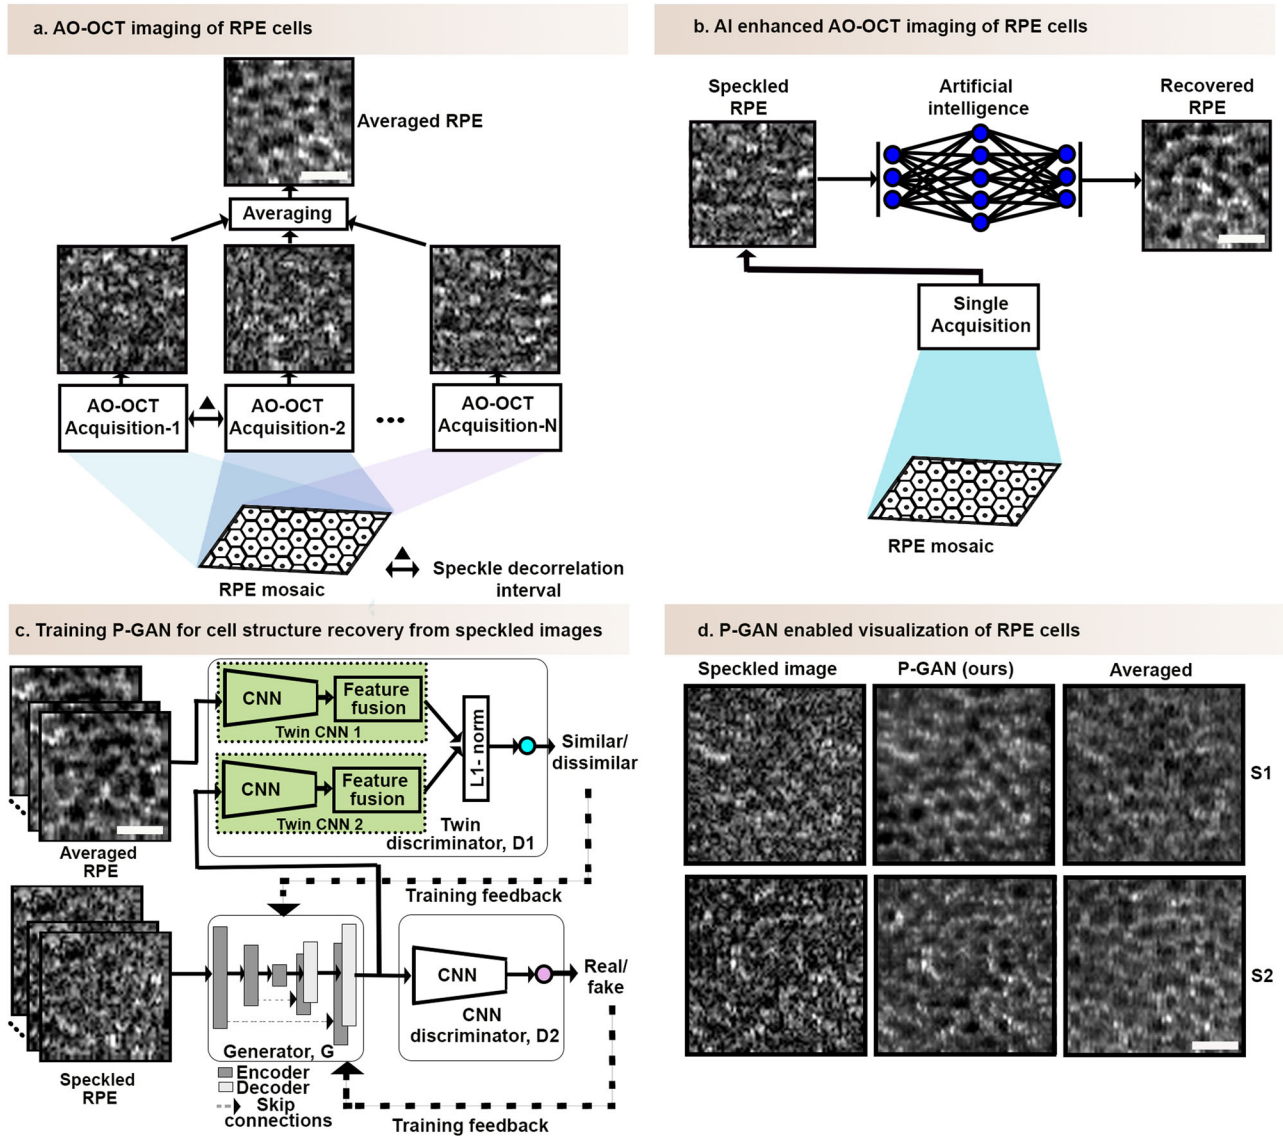 a. AO-OCT imaging of RPE cells
Averaged RPE
Averaging
AO-OCT
Acquisition-1
AO-OCT
Acquisition-2
AO-OCT
Acquisition-N
RPE mosaic
Speckle decorrelation
interval
b. AI enhanced AO-OCT imaging of RPE cells
Speckled
RPE
Artificial
intelligence
Recovered
RPE
Single
Acquisition
RPE mosaic
c. Training P-GAN for cell structure recovery from speckled images
CNN
Feature
fusion
Twin CNN 1
CNN
Feature
fusion
Twin CNN 2
L1- norm
Similar/
dissimilar
Twin
discriminator, D1
Averaged
RPE
Training feedback
Speckled
RPE
Generator, G
Encoder
Decoder
Skip
connections
CNN
CNN
discriminator, D2
Real/
fake
Training feedback
d. P-GAN enabled visualization of RPE cells
Speckled image
P-GAN (ours)
Averaged
S1
S2